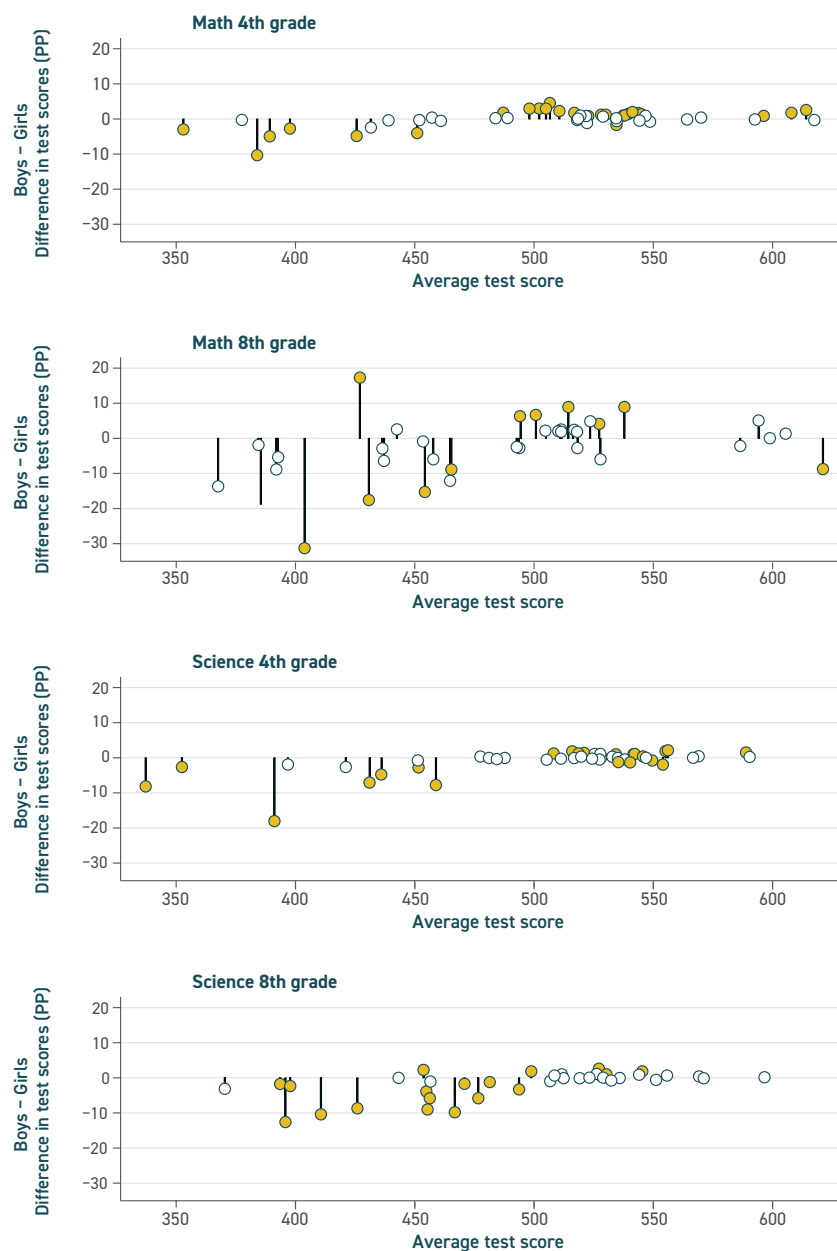 Math 4th grade
Boys – Girls
Difference in test scores (PP)
20
10
0
−10
−20
−30
350 400 450 500 550 600
Average test score
Math 8th grade
Boys – Girls
Difference in test scores (PP)
20
10
0
−10
−20
−30
350 400 450 500 550 600
Average test score
Science 4th grade
Boys – Girls
Difference in test scores (PP)
20
10
0
−10
−20
−30
350 400 450 500 550 600
Average test score
Science 8th grade
Boys – Girls
Difference in test scores (PP)
20
10
0
−10
−20
−30
350 400 450 500 550 600
Average test score